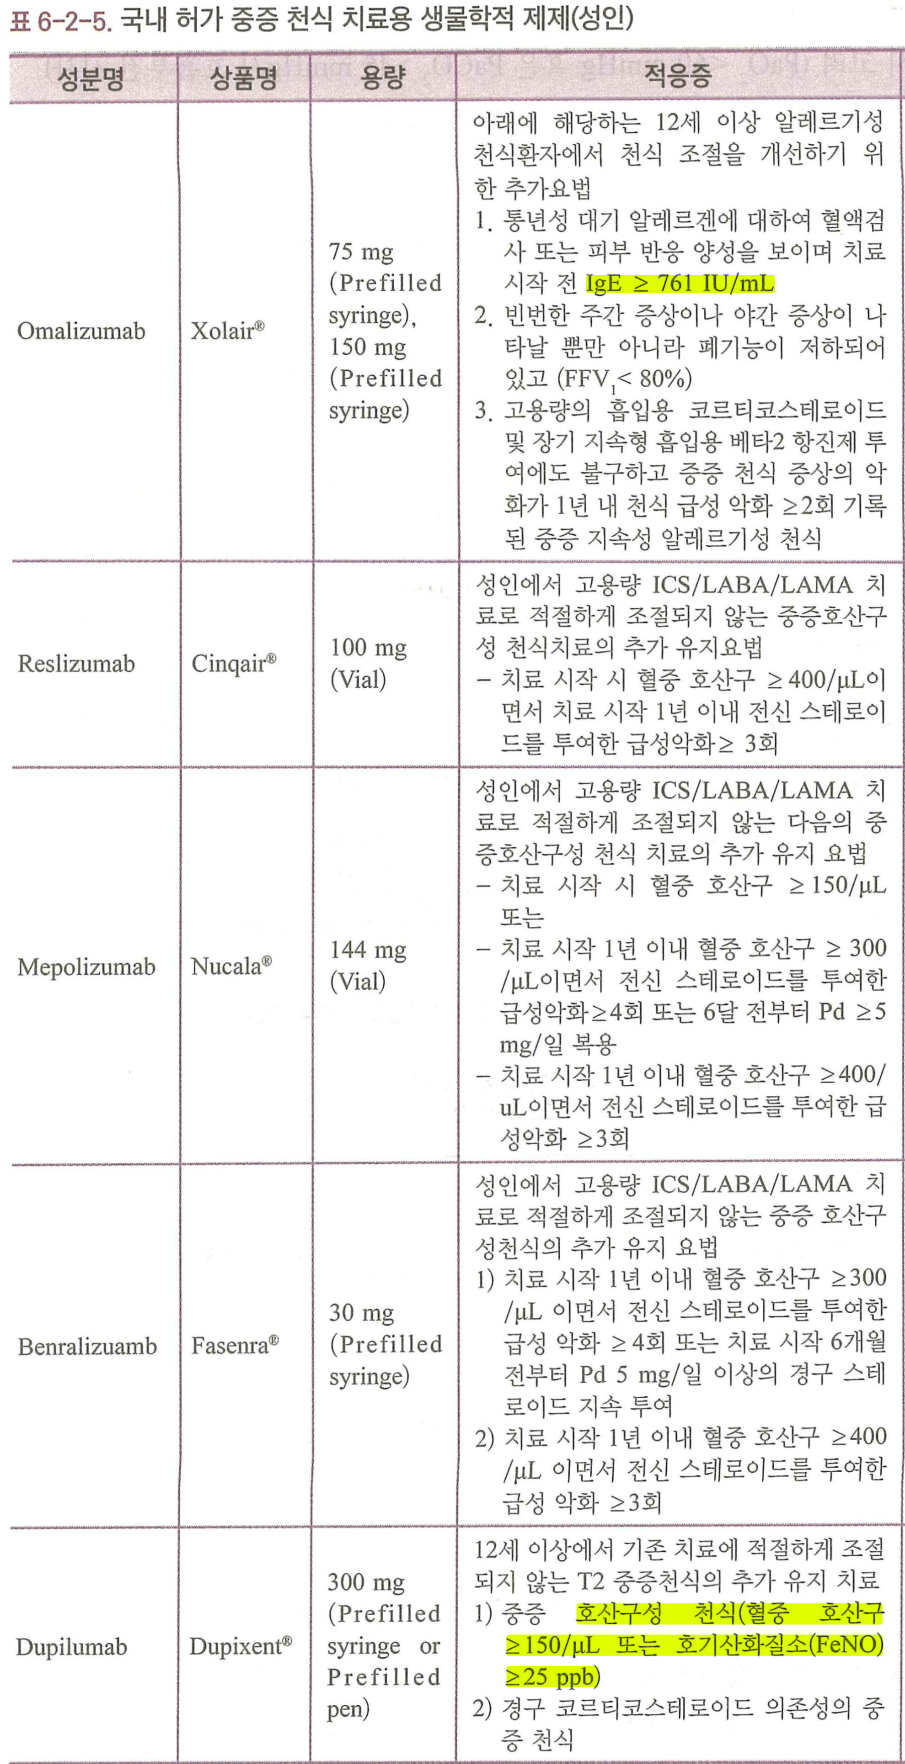 표 6-2-5. 국내 허가 중증 천식 치료용 생물학적 제제(성인)
성분명 상품명 용량 적응증
Omalizumab
Xolair®
75 mg
(Prefilled
syringe),
150 mg
(Prefilled
syringe)
아래에 해당하는 12세 이상 알레르기성
천식환자에서 천식 조절을 개선하기 위
한 추가요법
1. 통년성 대기 알레르겐에 대하여 혈액검
사 또는 피부 반응 양성을 보이며 치료
시작 전 IgE ≥ 761 IU/mL
2. 빈번한 주간 증상이나 야간 증상이 나
타날 뿐만 아니라 폐기능이 저하되어
있고 (FFV₁< 80%)
3. 고용량의 흡입용 코르티코스테로이드
및 장기 지속형 흡입용 베타2 항진제 투
여에도 불구하고 증증 천식 증상의 악
화가 1년 내 천식 급성 악화 ≥2회 기록
된 중증 지속성 알레르기성 천식
Reslizumab
Cinqair®
100 mg
(Vial)
성인에서 고용량 ICS/LABA/LAMA 치
료로 적절하게 조절되지 않는 중증호산구
성 천식치료의 추가 유지요법
– 치료 시작 시 혈중 호산구 ≥400/μL이
면서 치료 시작 1년 이내 전신 스테로이
드를 투여한 급성악화≥ 3회
Mepolizumab
Nucala®
144 mg
(Vial)
성인에서 고용량 ICS/LABA/LAMA 치
료로 적절하게 조절되지 않는 다음의 중
증호산구성 천식 치료의 추가 유지 요법
– 치료 시작 시 혈중 호산구 ≥150/μL
또는
– 치료 시작 1년 이내 혈중 호산구 ≥ 300
/μL이면서 전신 스테로이드를 투여한
급성악화≥4회 또는 6달 전부터 Pd ≥5
mg/일 복용
– 치료 시작 1년 이내 혈중 호산구 ≥400/
uL이면서 전신 스테로이드를 투여한 급
성악화 ≥3회
Benralizuamb
Fasenra®
30 mg
(Prefilled
syringe)
성인에서 고용량 ICS/LABA/LAMA 치
료로 적절하게 조절되지 않는 중증 호산구
성천식의 추가 유지 요법
1) 치료 시작 1년 이내 혈중 호산구 ≥300
/μL 이면서 전신 스테로이드를 투여한
급성 악화 ≥4회 또는 치료 시작 6개월
전부터 Pd 5 mg/일 이상의 경구 스테
로이드 지속 투여
2) 치료 시작 1년 이내 혈중 호산구 ≥400
/μL 이면서 전신 스테로이드를 투여한
급성 악화 ≥3회
Dupilumab
Dupixent®
300 mg
(Prefilled
syringe or
Prefilled
pen)
12세 이상에서 기존 치료에 적절하게 조절
되지 않는 T2 중증천식의 추가 유지 치료
1) 중증 호산구성 천식(혈중 호산구
≥150/μL 또는 호기산화질소(FeNO)
≥25 ppb)
2) 경구 코르티코스테로이드 의존성의 중
증 천식